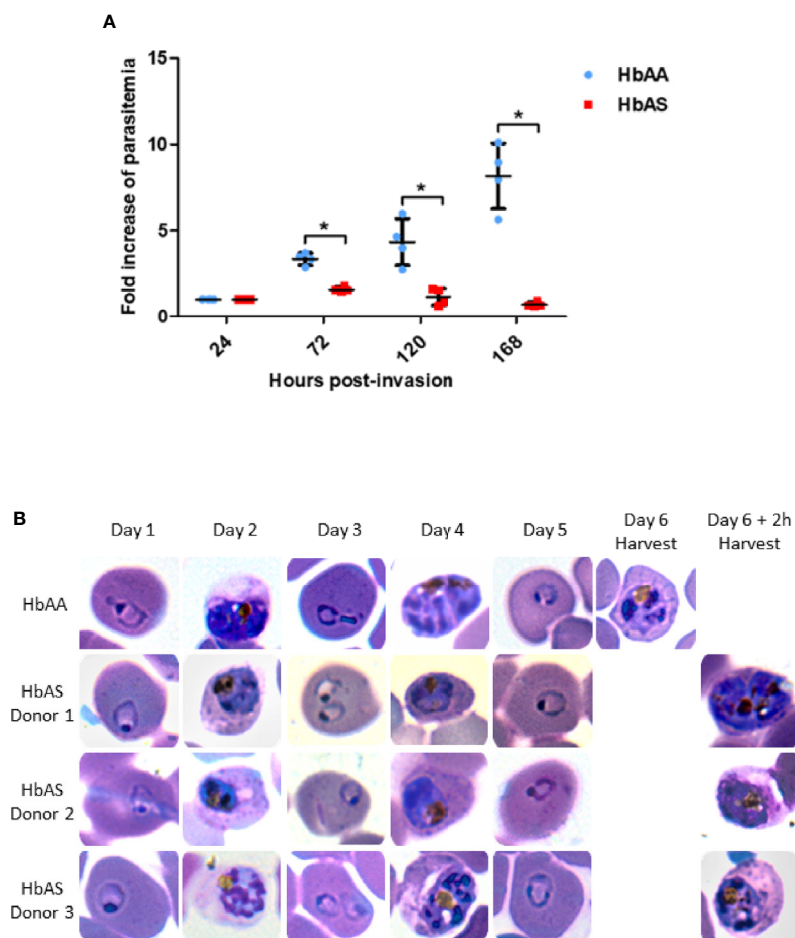 A
15
10
5
0
Fold increase of parasitemia
HbAA
HbAS
*
*
*
24
72
120
168
Hours post-invasion
B
Day 1
Day 2
Day 3
Day 4
Day 5
Day 6
Harvest
Day 6 + 2h
Harvest
HbAA
HbAS
Donor 1
HbAS
Donor 2
HbAS
Donor 3